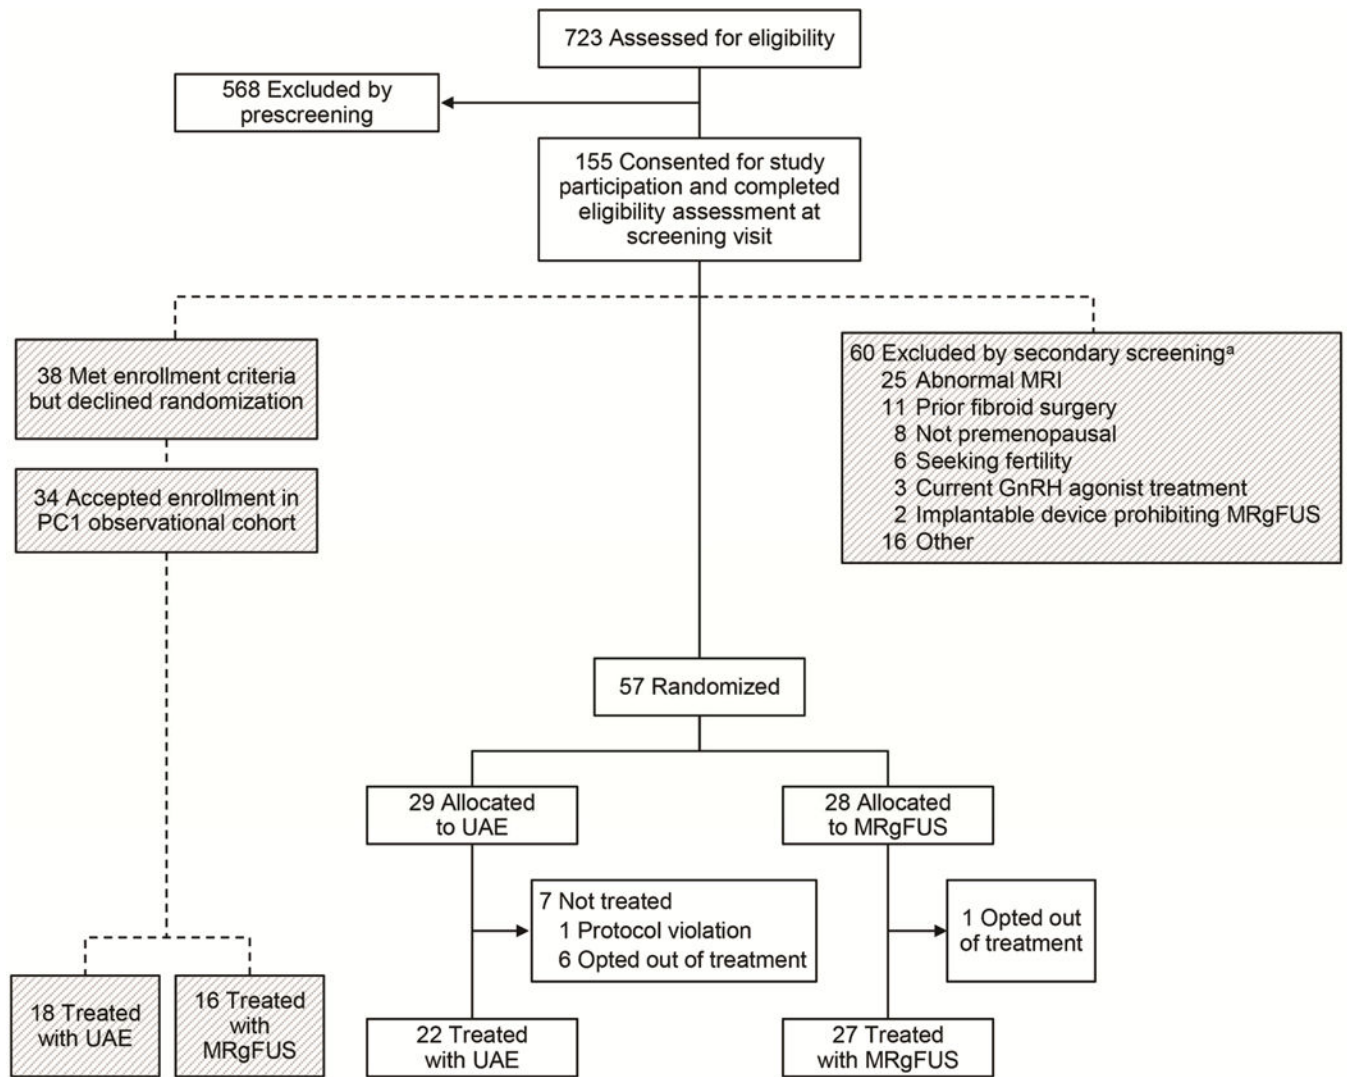 723 Assessed for eligibility
568 Excluded by
prescreening
155 Consented for study
participation and completed
eligibility assessment at
screening visit
38 Met enrollment criteria
but declined randomization
34 Accepted enrollment in
PC1 observational cohort
60 Excluded by secondary screeningᵃ
25 Abnormal MRI
11 Prior fibroid surgery
8 Not premenopausal
6 Seeking fertility
3 Current GnRH agonist treatment
2 Implantable device prohibiting MRgFUS
16 Other
57 Randomized
29 Allocated
to UAE
28 Allocated
to MRgFUS
7 Not treated
1 Protocol violation
6 Opted out of treatment
1 Opted out
of treatment
18 Treated
with UAE
16 Treated
with
MRgFUS
22 Treated
with UAE
27 Treated
with MRgFUS